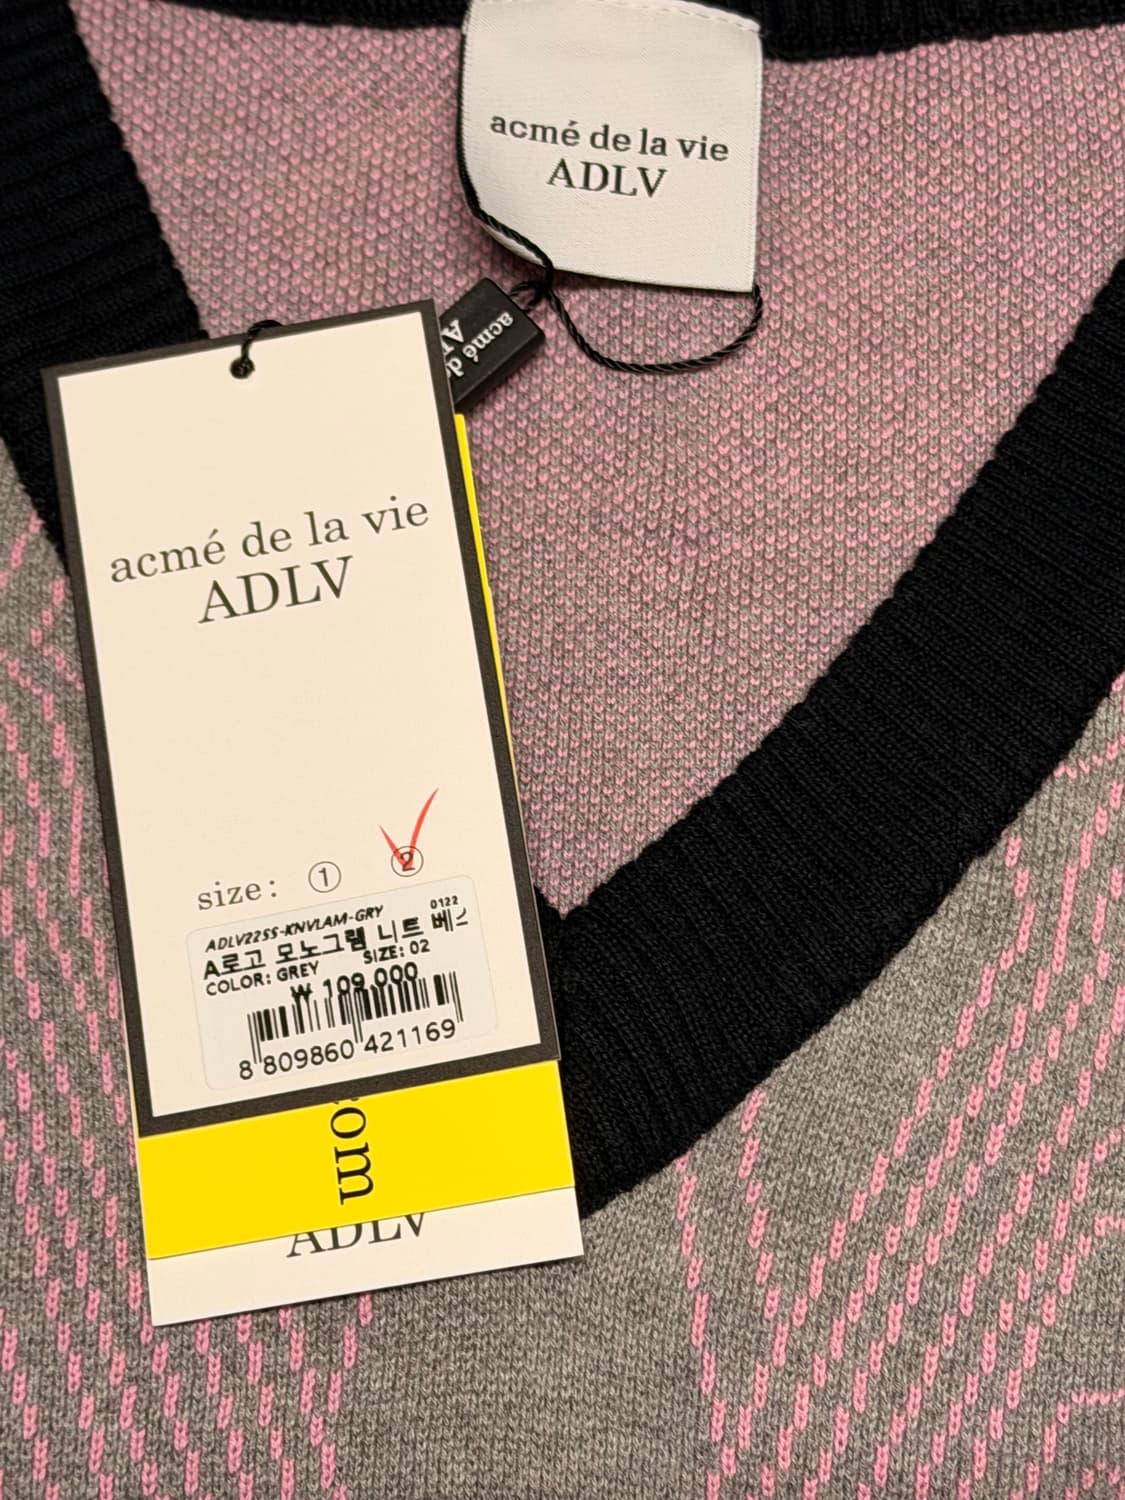 acmé de la vie
ADLV
acmé d
A
acmé de la vie
ADLV
size: ① ②
ADLV22SS-KNVLAM-GRY 0122
A로고 모노그램 니트 베스
COLOR: GREY SIZE: 02
₩ 109,000
8 809860 421169
om
ADLV